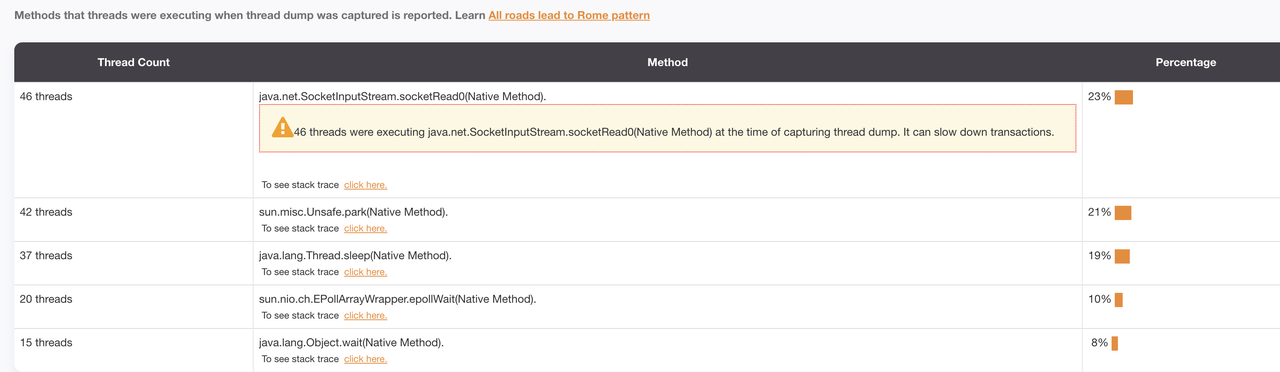 Methods that threads were executing when thread dump was captured is reported. Learn All roads lead to Rome pattern
Thread Count Method Percentage
46 threads java.net.SocketInputStream.socketRead0(Native Method). 23%
46 threads were executing java.net.SocketInputStream.socketRead0(Native Method) at the time of capturing thread dump. It can slow down transactions.
To see stack trace click here.
42 threads sun.misc.Unsafe.park(Native Method). 21%
To see stack trace click here.
37 threads java.lang.Thread.sleep(Native Method). 19%
To see stack trace click here.
20 threads sun.nio.ch.EPollArrayWrapper.epollWait(Native Method). 10%
To see stack trace click here.
15 threads java.lang.Object.wait(Native Method). 8%
To see stack trace click here.